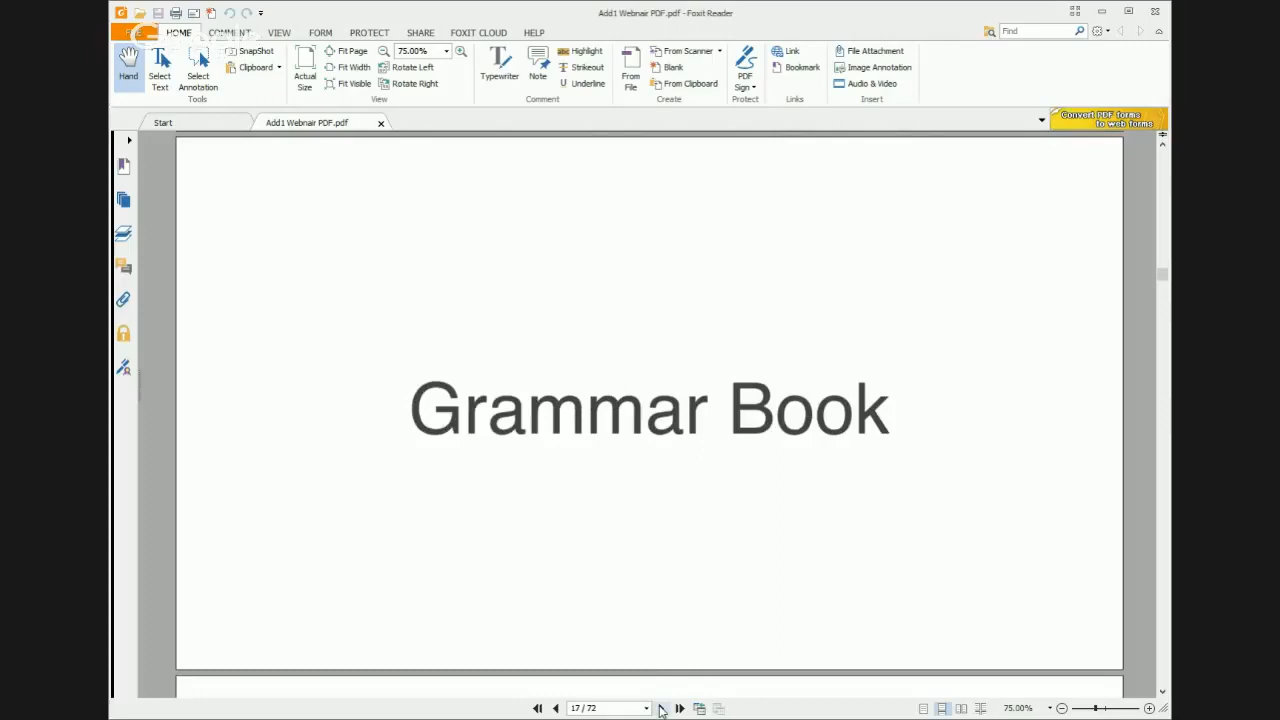 Add1 Webnair PDF.pdf - Foxit Reader
FILE HOME COMMENT VIEW FORM PROTECT SHARE FOXIT CLOUD HELP
Find
Hand
Select Text
Select Annotation
SnapShot
Clipboard
Tools
Actual Size
Fit Page
Fit Width
Fit Visible
75.00%
Rotate Left
Rotate Right
View
Typewriter
Note
Highlight
Strikeout
Underline
Comment
From File
From Scanner
Blank
From Clipboard
Create
PDF Sign
Protect
Link
Bookmark
Links
File Attachment
Image Annotation
Audio & Video
Insert
Start
Add1 Webnair PDF.pdf
Convert PDF forms
to web forms
Grammar Book
17 / 72
75.00%